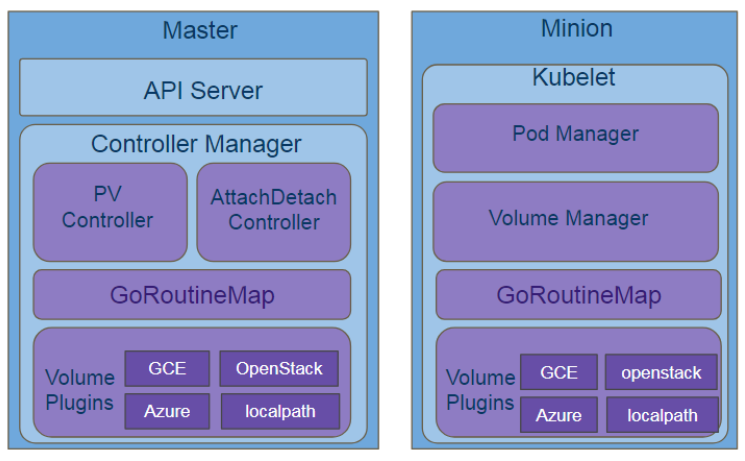 Master
API Server
Controller Manager
PV
Controller
AttachDetach
Controller
GoRoutineMap
Volume
Plugins
GCE
OpenStack
Azure
localpath
Minion
Kubelet
Pod Manager
Volume Manager
GoRoutineMap
Volume
Plugins
GCE
openstack
Azure
localpath